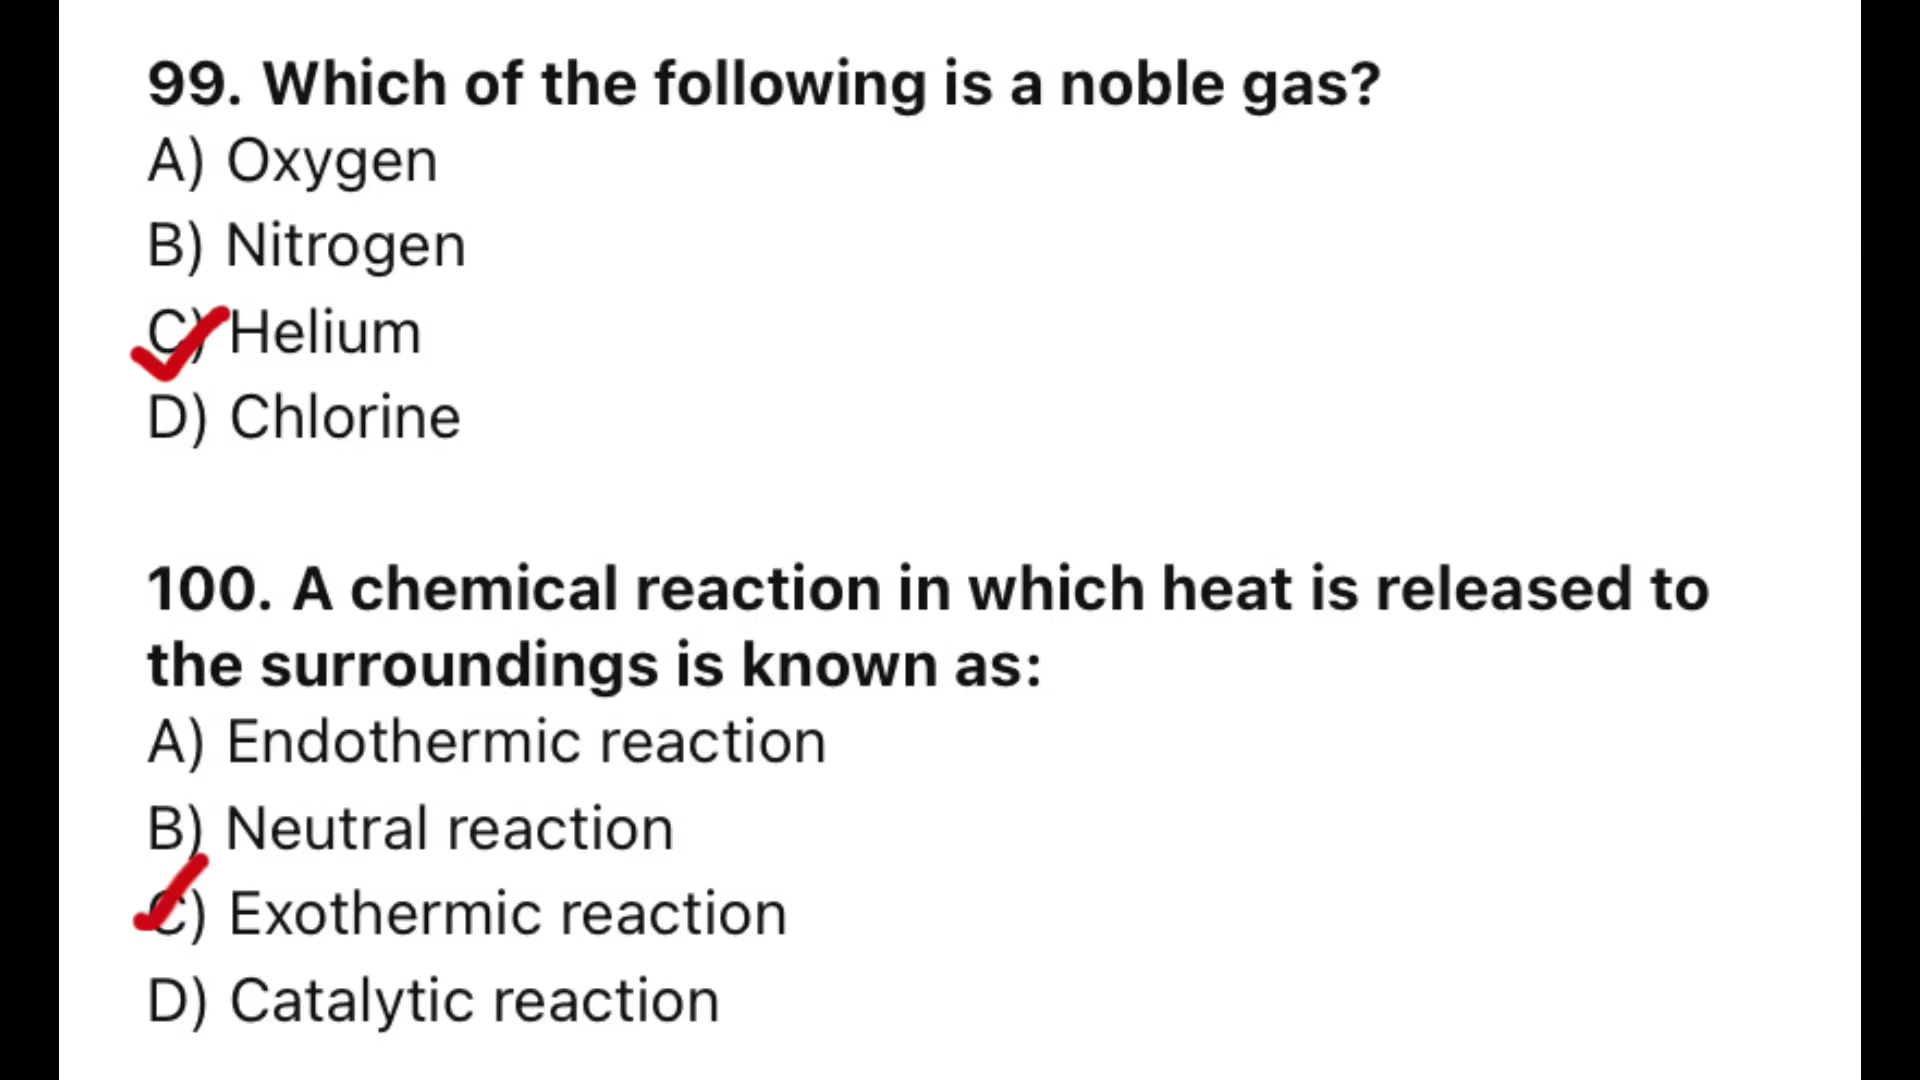 99. Which of the following is a noble gas?
A) Oxygen
B) Nitrogen
C) Helium
D) Chlorine
100. A chemical reaction in which heat is released to
the surroundings is known as:
A) Endothermic reaction
B) Neutral reaction
C) Exothermic reaction
D) Catalytic reaction